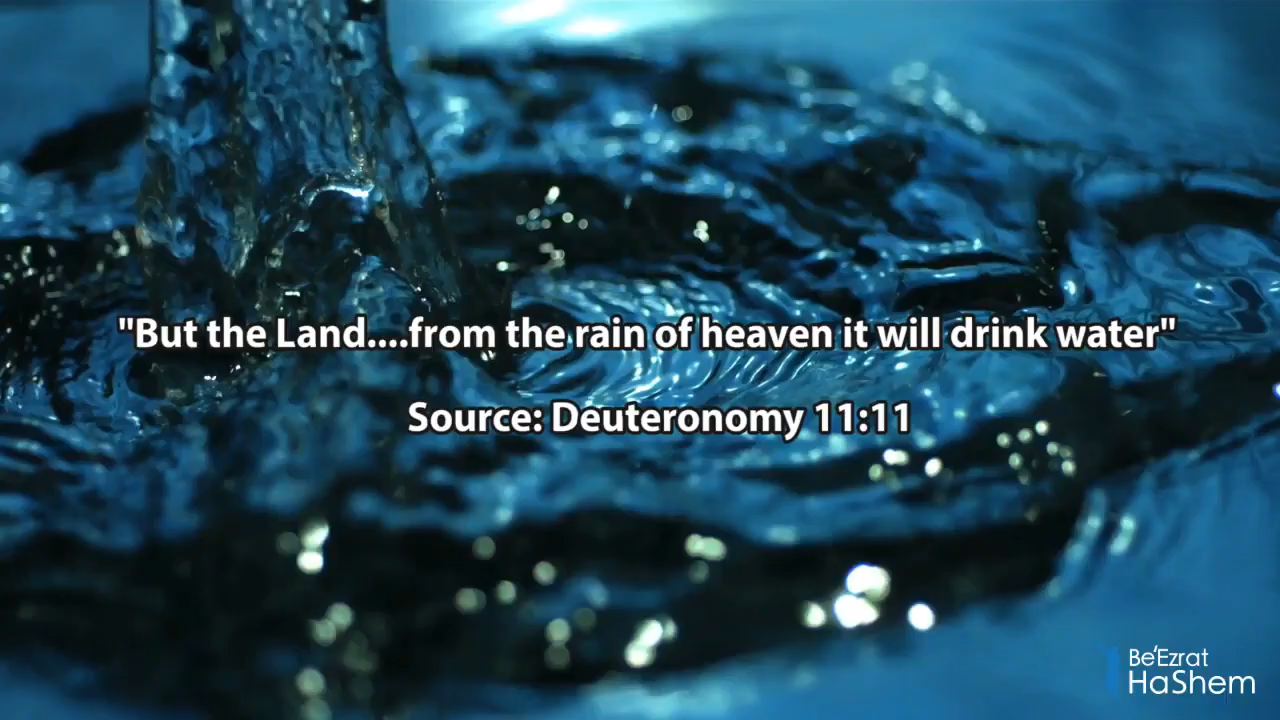 "But the Land....from the rain of heaven it will drink water"
Source: Deuteronomy 11:11
Be'Ezrat
HaShem